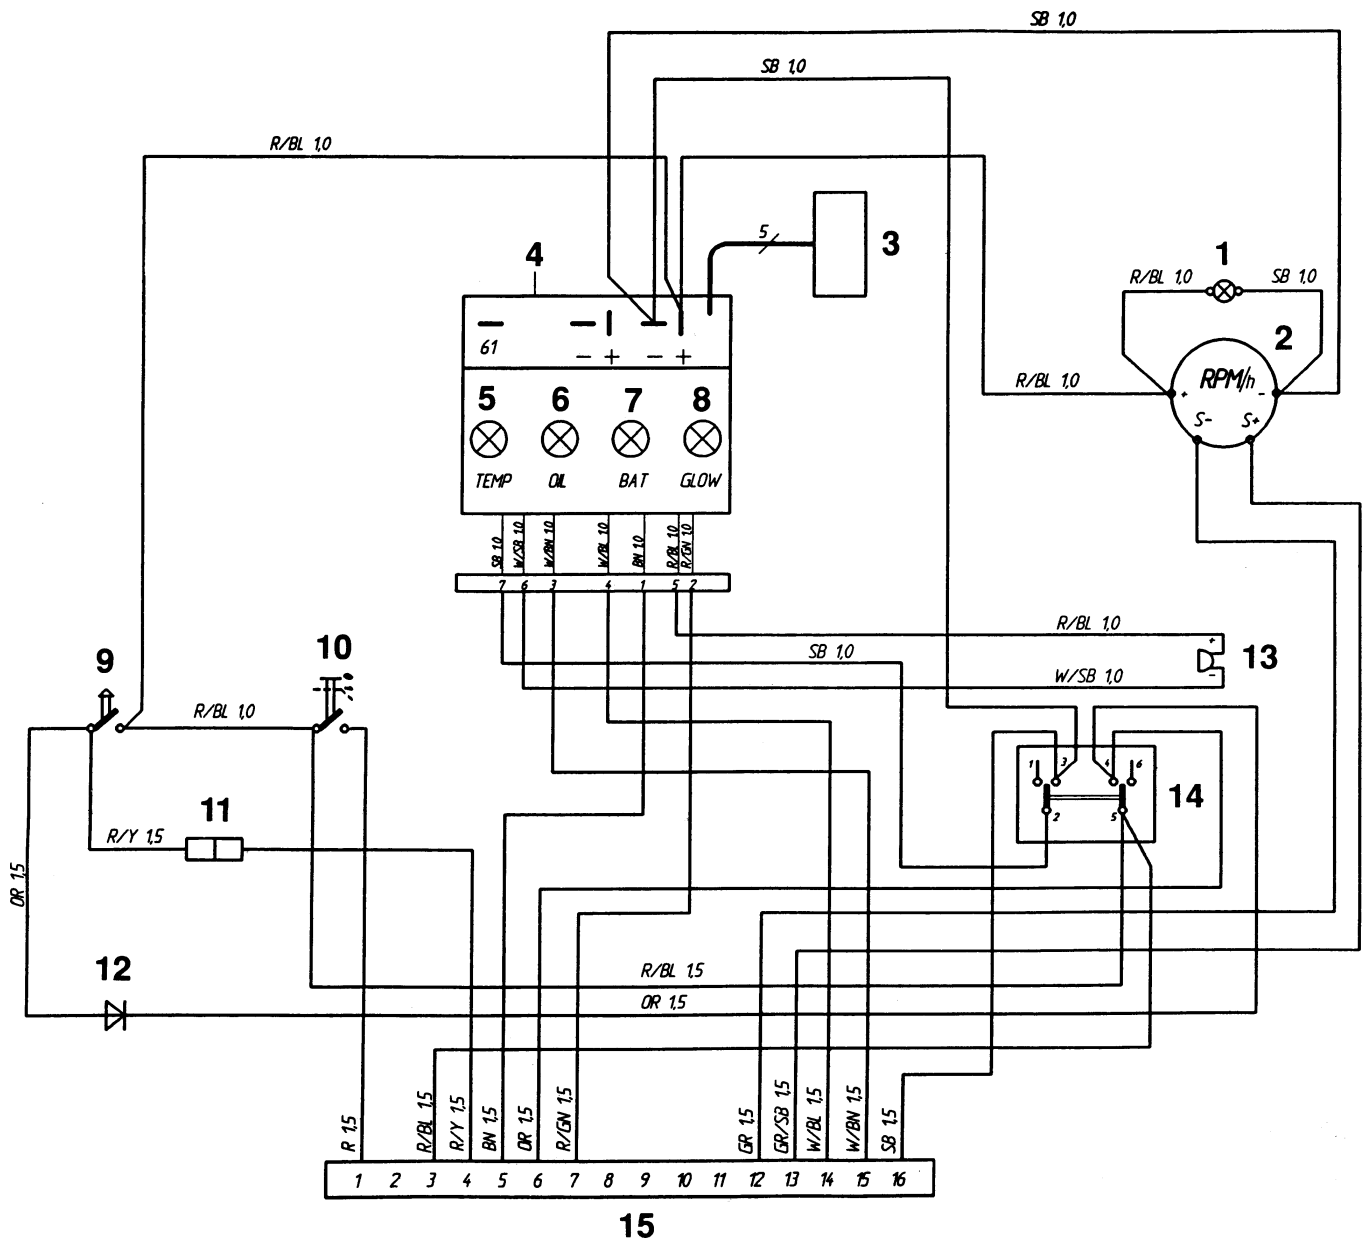 SB 1,0
SB 1,0
R/BL 1,0
5
3
4
1
R/BL 1,0
SB 1,0
2
61
− + − +
R/BL 1,0
RPM/h
+ -
S- S+
5 6 7 8
TEMP OIL BAT GLOW
SB 1.0
W/SB 1.0
W/BN 1.0
W/BL 1.0
BN 1.0
R/BL 1.0
R/GN 1.0
7 6 3 4 1 5 2
R/BL 1,0
+
13
-
SB 1,0
W/SB 1,0
9
10
R/BL 1,0
1 3 4 6
14
2 5
11
R/Y 1,5
OR 1,5
12
R/BL 1,5
OR 1,5
R 1,5
R/BL 1,5
R/Y 1,5
BN 1,5
OR 1,5
R/GN 1,5
GR 1,5
GR/SB 1,5
W/BL 1,5
W/BN 1,5
SB 1,5
1 2 3 4 5 6 7 8 9 10 11 12 13 14 15 16
15